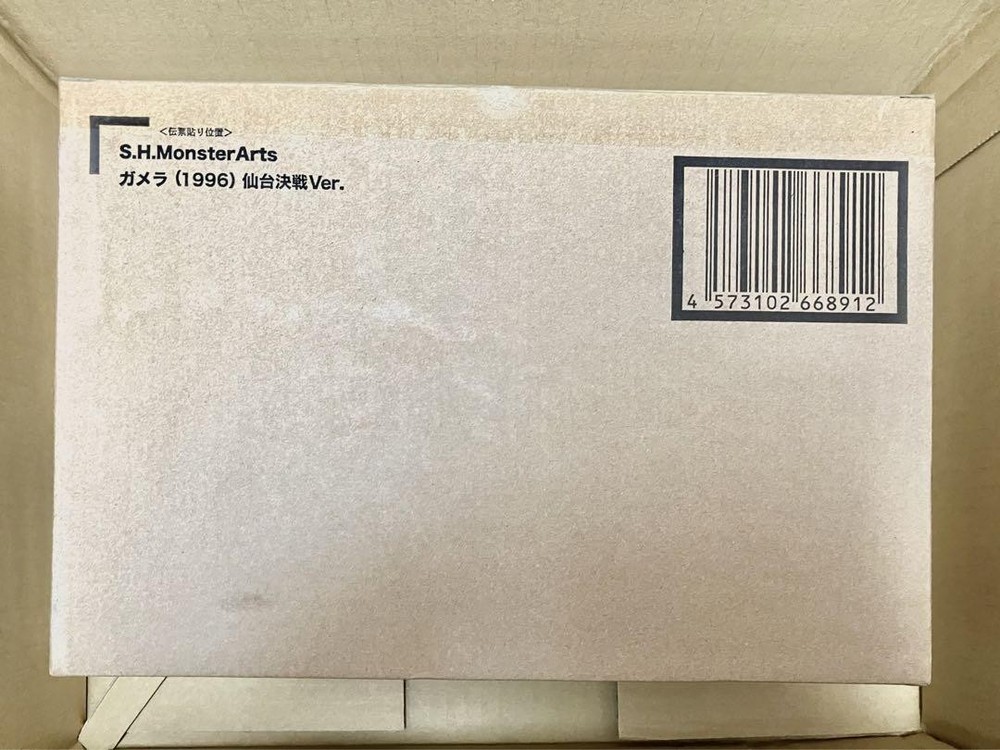 <伝票貼り位置>
S.H.MonsterArts
ガメラ (1996) 仙台決戦Ver.
4 573102 668912